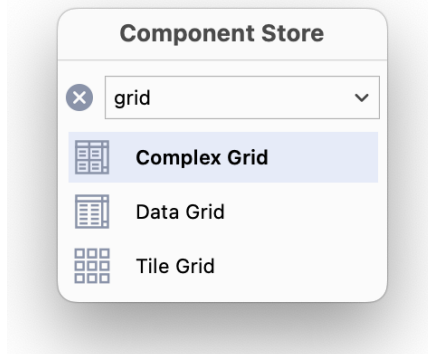 Component Store
grid
Complex Grid
Data Grid
Tile Grid